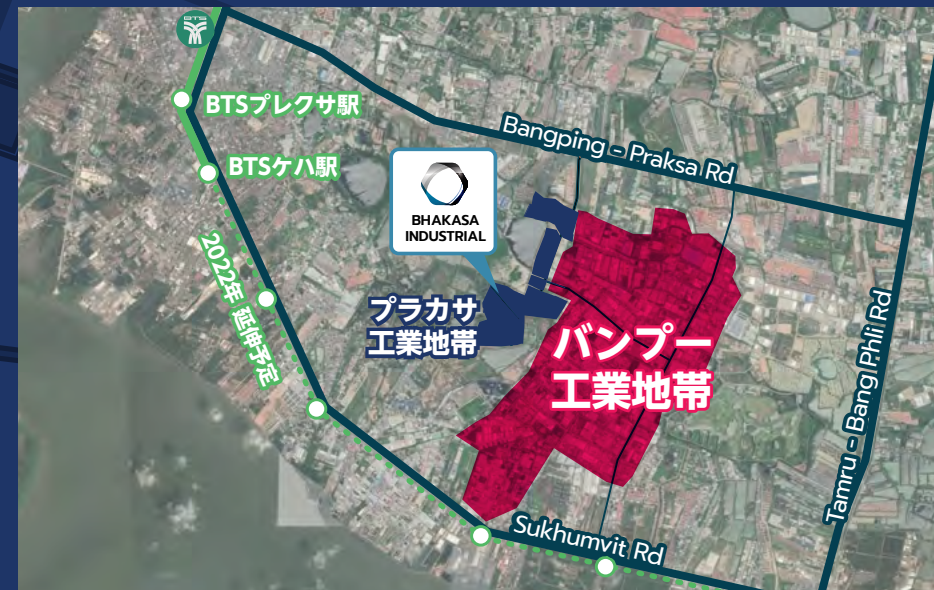 BTS
BTSプレクサ駅
BTSケハ駅
2022年 延伸予定
Bangping - Praksa Rd
BHAKASA
INDUSTRIAL
プラカサ
工業地帯
バンプー
工業地帯
Tamru - Bang Phli Rd
Sukhumvit Rd